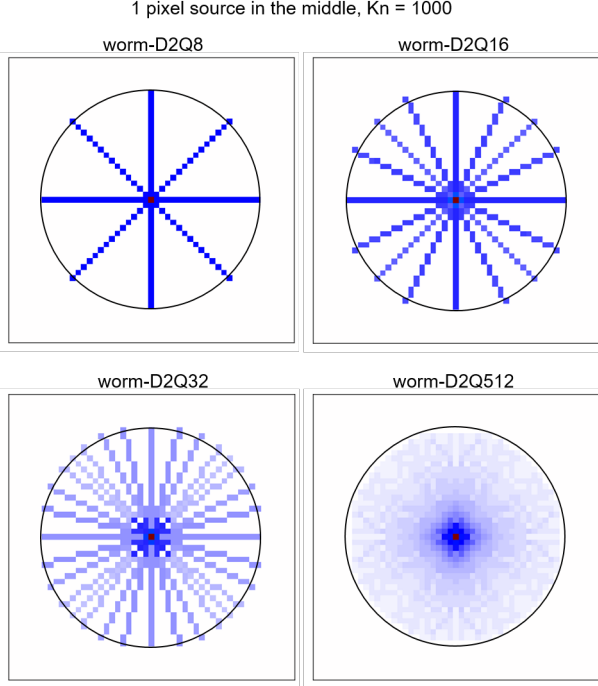 1 pixel source in the middle, Kn = 1000
worm-D2Q8
worm-D2Q16
worm-D2Q32
worm-D2Q512